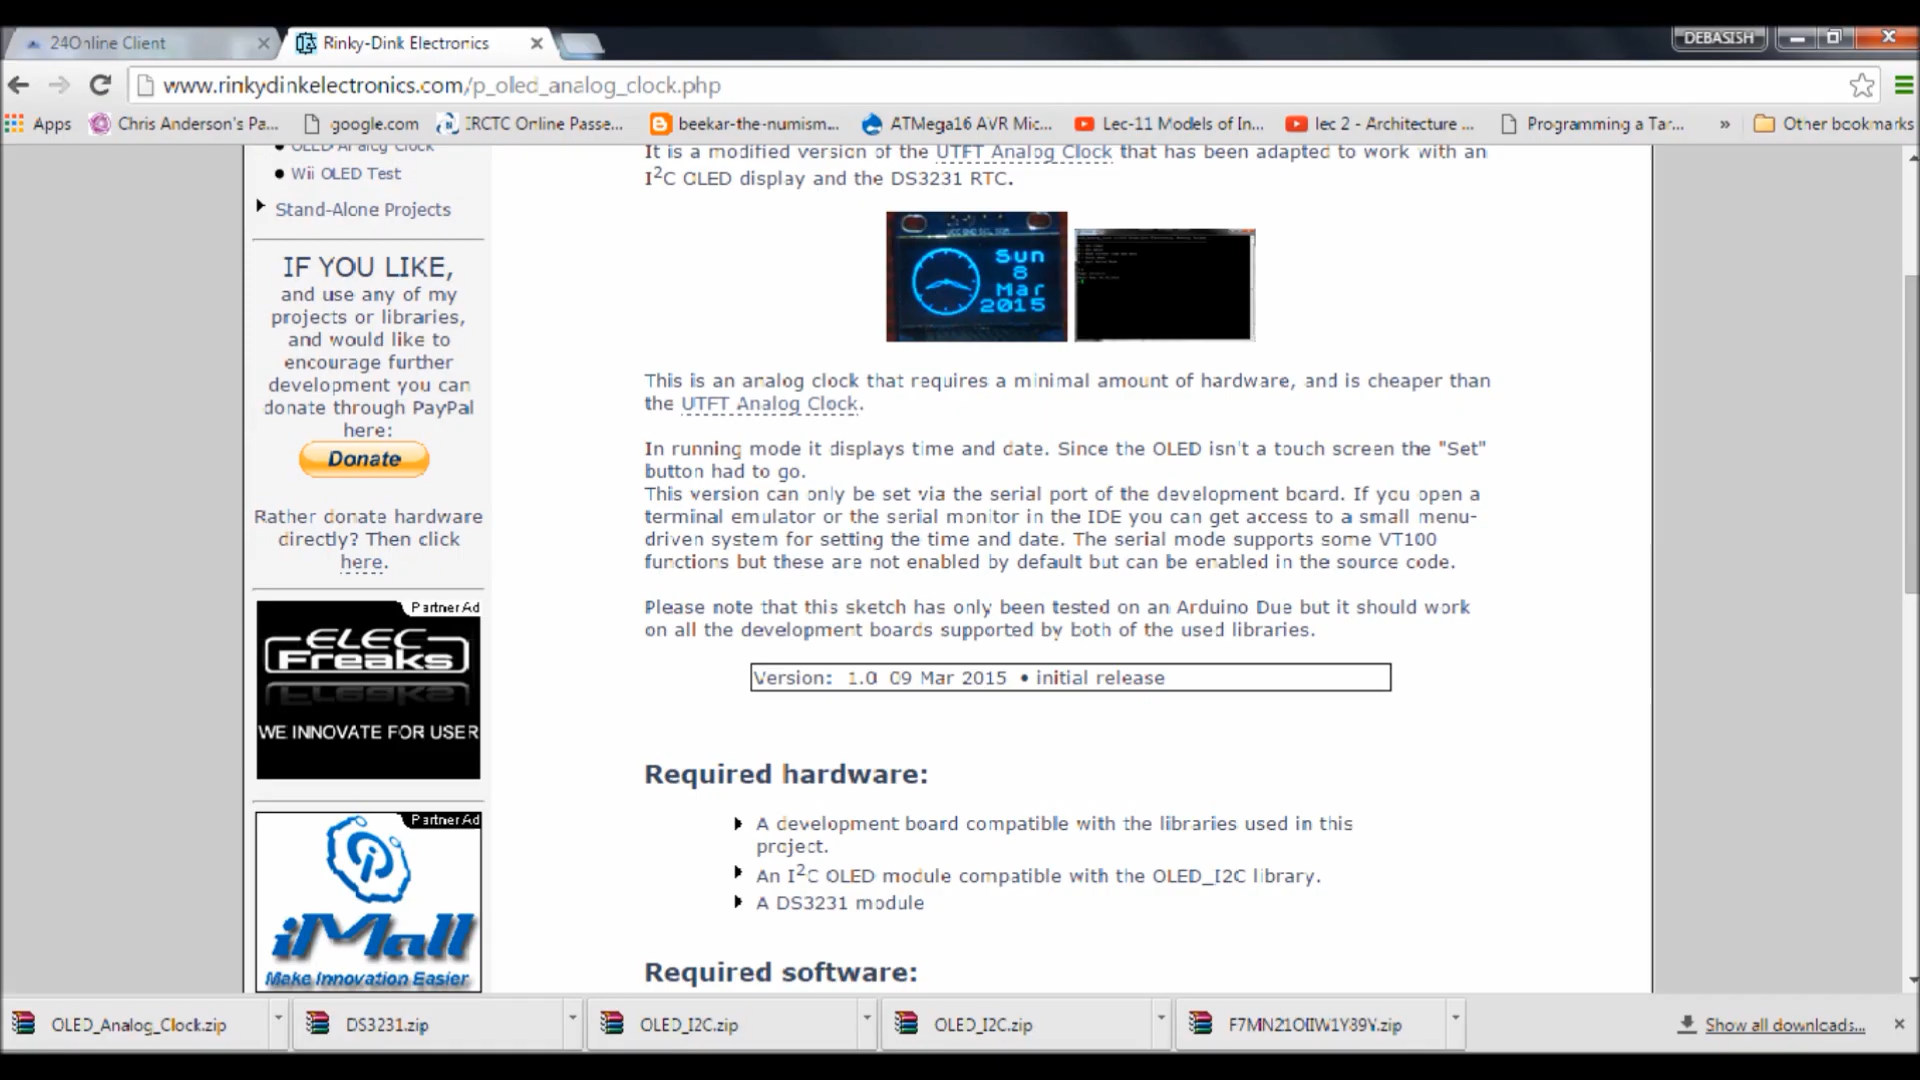 24Online Client
Rinky-Dink Electronics
DEBASISH
www.rinkydinkelectronics.com/p_oled_analog_clock.php
Apps
Chris Anderson's Pa...
google.com
IRCTC Online Passe...
beekar-the-numism...
ATMega16 AVR Mic...
Lec-11 Models of In...
lec 2 - Architecture ...
Programming a Tar...
»
Other bookmarks
OLED Analog Clock
Wii OLED Test
Stand-Alone Projects
IF YOU LIKE,
and use any of my
projects or libraries,
and would like to
encourage further
development you can
donate through PayPal
here:
Donate
Rather donate hardware
directly? Then click
here.
Partner Ad
ELEC
Freaks
WE INNOVATE FOR USER
Partner Ad
iMall
Make Innovation Easier
It is a modified version of the UTFT Analog Clock that has been adapted to work with an
I2C OLED display and the DS3231 RTC.
Sun
8
Mar
2015
This is an analog clock that requires a minimal amount of hardware, and is cheaper than
the UTFT Analog Clock.
In running mode it displays time and date. Since the OLED isn't a touch screen the "Set"
button had to go.
This version can only be set via the serial port of the development board. If you open a
terminal emulator or the serial monitor in the IDE you can get access to a small menu-
driven system for setting the time and date. The serial mode supports some VT100
functions but these are not enabled by default but can be enabled in the source code.
Please note that this sketch has only been tested on an Arduino Due but it should work
on all the development boards supported by both of the used libraries.
Version: 1.0 09 Mar 2015 • initial release
Required hardware:
A development board compatible with the libraries used in this
project.
An I2C OLED module compatible with the OLED_I2C library.
A DS3231 module
Required software:
OLED_Analog_Clock.zip
DS3231.zip
OLED_I2C.zip
OLED_I2C.zip
Show all downloads...